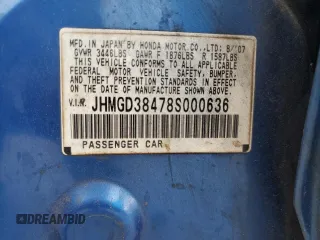 MFD. IN JAPAN BY HONDA MOTOR CO.,LTD. 8/'07
GVWR 3446LBS GAWR F 1876LBS R 1587LBS
THIS VEHICLE CONFORMS TO ALL APPLICABLE
FEDERAL MOTOR VEHICLE SAFETY, BUMPER,
AND THEFT PREVENTION STANDARDS IN
EFFECT ON THE DATE OF MANUFACTURE
SHOWN ABOVE.
V.I.N. JHMGD38478S000636
PASSENGER CAR
DREAMBID